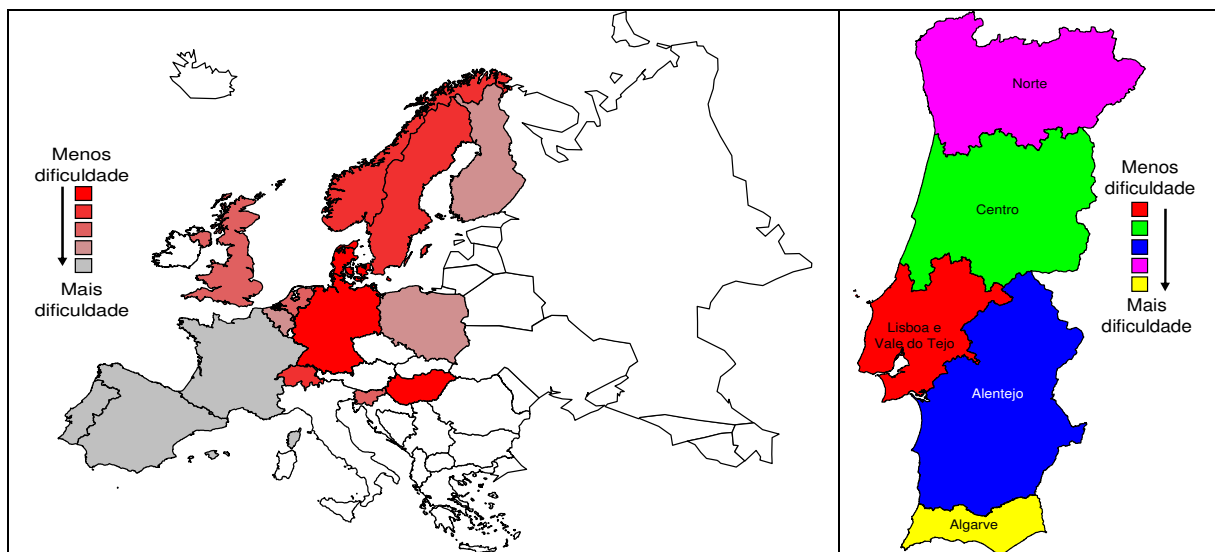 Menos
dificuldade
Mais
dificuldade
Norte
Centro
Lisboa e
Vale do Tejo
Alentejo
Algarve
Menos
dificuldade
Mais
dificuldade